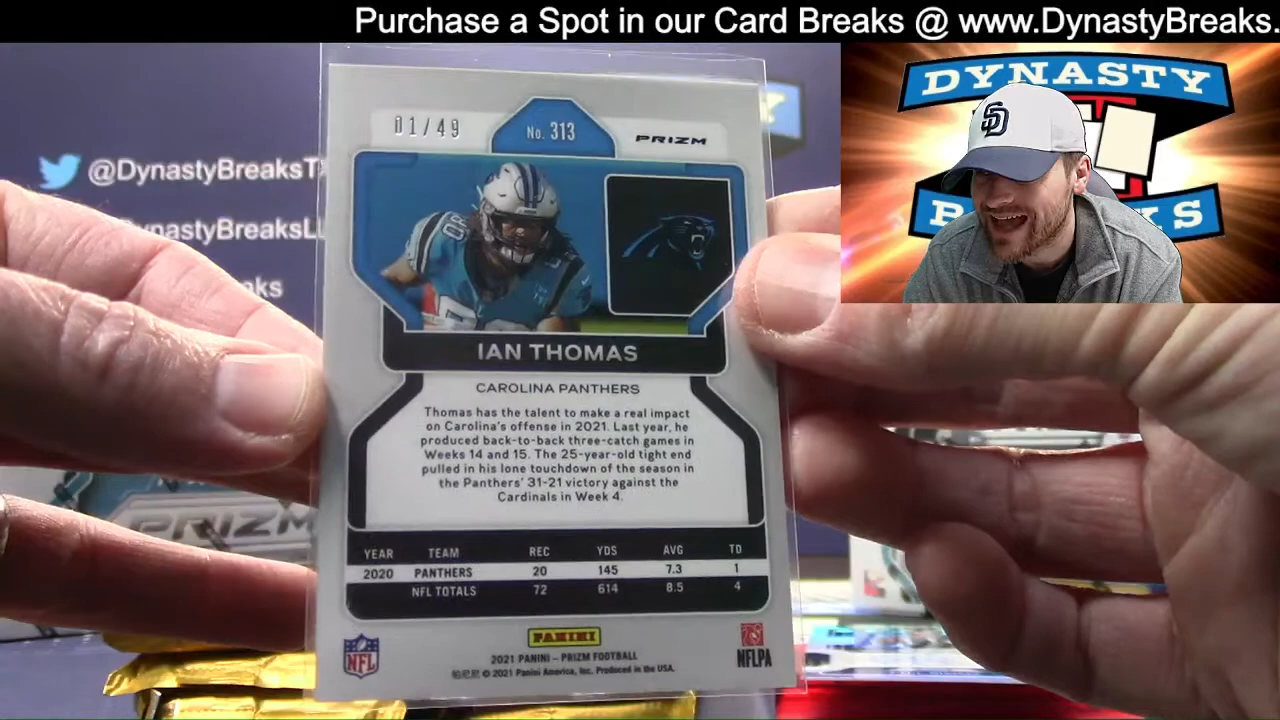 Purchase a Spot in our Card Breaks @ www.DynastyBreaks.
@DynastyBreaksT
DynastyBreaksLL
01/49
No. 313
PRIZM
IAN THOMAS
CAROLINA PANTHERS
Thomas has the talent to make a real impact
on Carolina's offense in 2021. Last year, he
produced back-to-back three-catch games in
Weeks 14 and 15. The 25-year-old tight end
pulled in his lone touchdown of the season in
the Panthers' 31-21 victory against the
Cardinals in Week 4.
YEAR TEAM REC YDS AVG TD
2020 PANTHERS 20 145 7.3 1
NFL TOTALS 72 614 8.5 4
PANINI
2021 PANINI – PRIZM FOOTBALL
© 2021 Panini America, Inc. Produced in the USA.
NFL
NFLPA
DYNASTY
SD
PRIZM
80